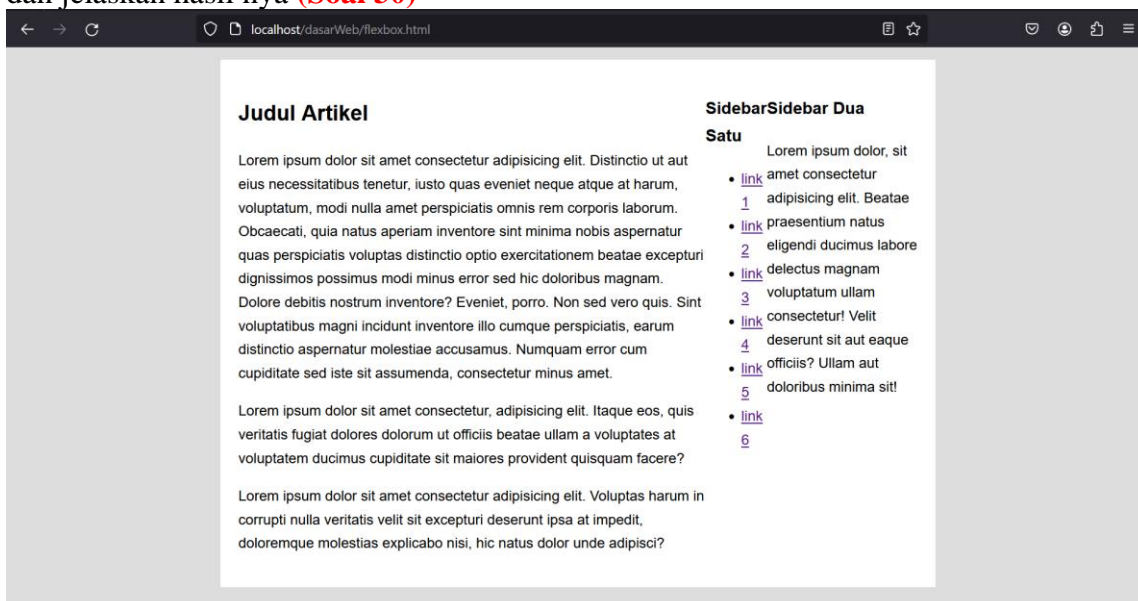 dan jelaskan hasil nya (Soal 50)
localhost/dasarWeb/flexbox.html
Judul Artikel
Lorem ipsum dolor sit amet consectetur adipisicing elit. Distinctio ut aut
eius necessitatibus tenetur, iusto quas eveniet neque atque at harum,
voluptatum, modi nulla amet perspiciatis omnis rem corporis laborum.
Obcaecati, quia natus aperiam inventore sint minima nobis aspernatur
quas perspiciatis voluptas distinctio optio exercitationem beatae excepturi
dignissimos possimus modi minus error sed hic doloribus magnam.
Dolore debitis nostrum inventore? Eveniet, porro. Non sed vero quis. Sint
voluptatibus magni incidunt inventore illo cumque perspiciatis, earum
distinctio aspernatur molestiae accusamus. Numquam error cum
cupiditate sed iste sit assumenda, consectetur minus amet.
Lorem ipsum dolor sit amet consectetur, adipisicing elit. Itaque eos, quis
veritatis fugiat dolores dolorum ut officiis beatae ullam a voluptates at
voluptatem ducimus cupiditate sit maiores provident quisquam facere?
Lorem ipsum dolor sit amet consectetur adipisicing elit. Voluptas harum in
corrupti nulla veritatis velit sit excepturi deserunt ipsa at impedit,
doloremque molestias explicabo nisi, hic natus dolor unde adipisci?
Sidebar
Satu
link
1
link
2
link
3
link
4
link
5
link
6
Sidebar Dua
Lorem ipsum dolor, sit
amet consectetur
adipisicing elit. Beatae
praesentium natus
eligendi ducimus labore
delectus magnam
voluptatum ullam
consectetur! Velit
deserunt sit aut eaque
officiis? Ullam aut
doloribus minima sit!